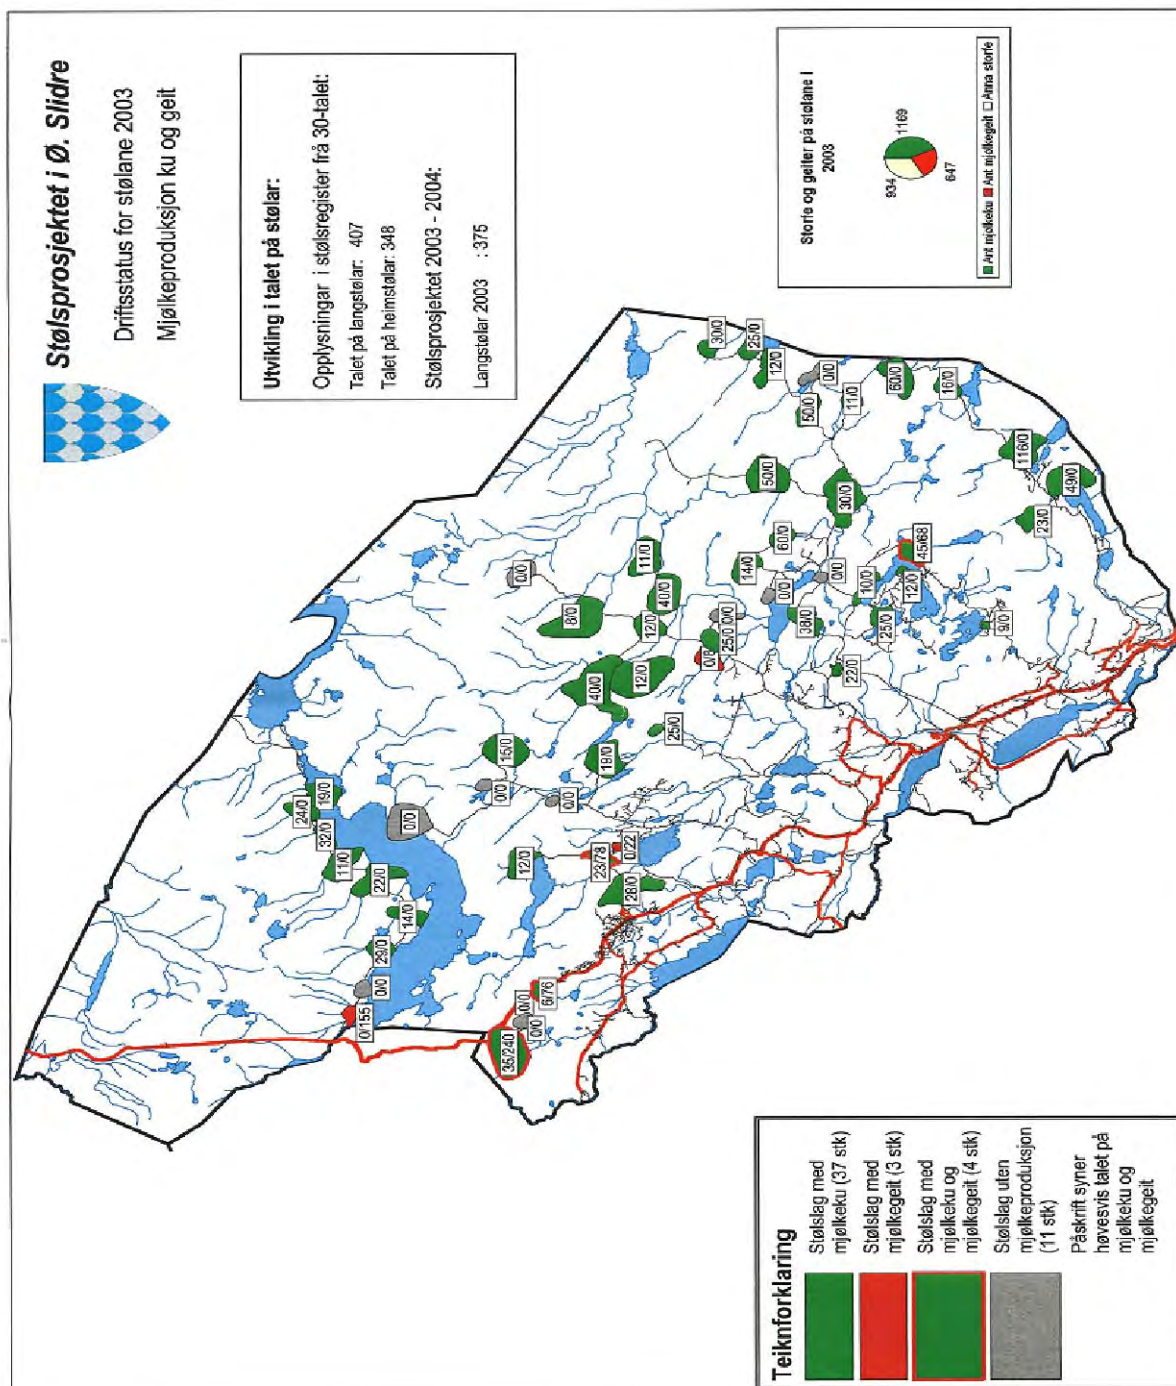 Stølsprosjektet i Ø. Slidre
Driftsstatus for stølane 2003
Mjølkeproduksjon ku og geit
Utvikling i talet på stølar:
Opplysningar i stølsregister frå 30-talet:
Talet på langstølar: 407
Talet på heimstølar: 348
Stølsprosjektet 2003 - 2004:
Langstølar 2003 : 375
Storfe og geiter på stølane i
2003
934
1169
647
Ant mjølkeku Ant mjølkegeit Anna storfe
30/0
25/0
12/0
0/0
50/0
11/0
60/0
16/0
116/0
49/0
23/0
50/0
30/0
60/0
14/0
0/0
0/0
45/68
10/0
12/0
25/0
38/0
9/0
22/0
0/0
11/0
40/0
8/0
12/0
0/0
25/0
40/0
12/0
25/0
15/0
18/0
0/0
0/0
24/0
19/0
32/0
11/0
22/0
14/0
29/0
0/0
0/155
0/0
12/0
23/78
0/22
28/0
6/76
0/0
0/0
35/240
Teiknforklaring
Stølslag med
mjølkeku (37 stk)
Stølslag med
mjølkegeit (3 stk)
Stølslag med
mjølkeku og
mjølkegeit (4 stk)
Stølslag uten
mjølkeproduksjon
(11 stk)
Påskrift syner
høvesvis talet på
mjølkeku og
mjølkegeit